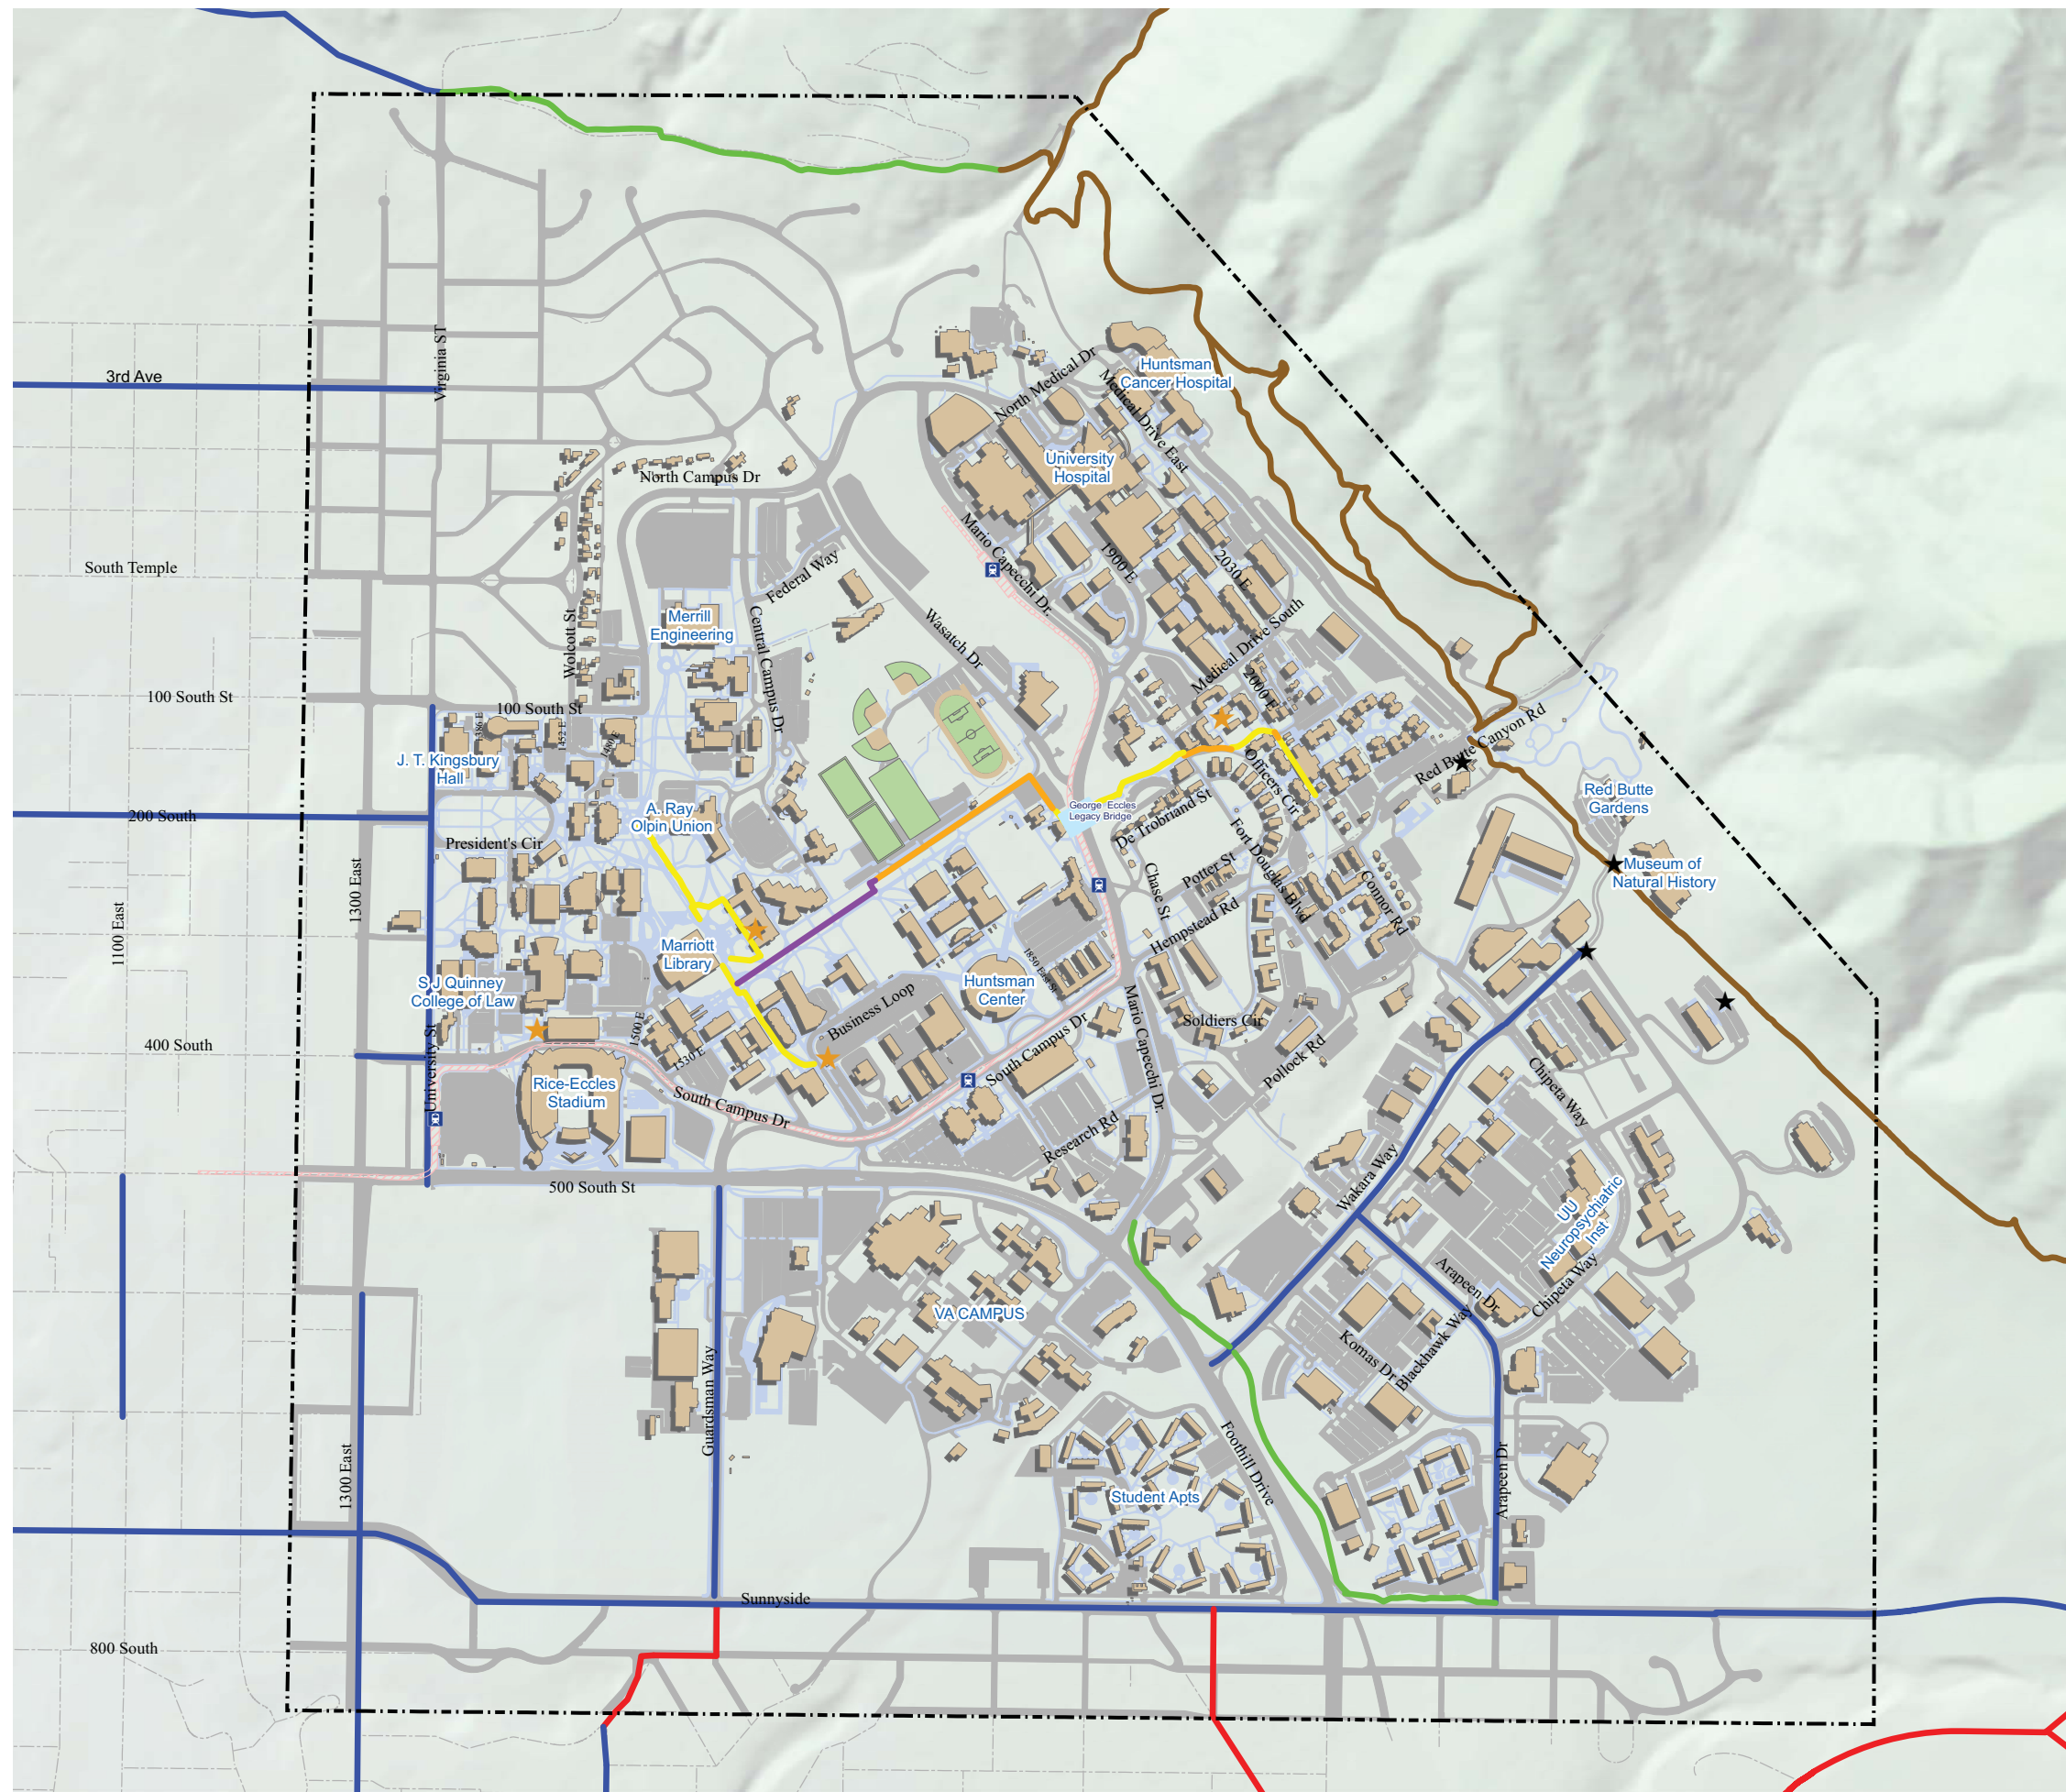 3rd Ave
Virginia ST
North Medical Dr
Huntsman
Cancer Hospital
Medical Drive East
University
Hospital
North Campus Dr
Mario Capecchi Dr.
1900 E
2030 E
South Temple
Federal Way
Merrill
Engineering
Wolcott St
Central Campus Dr
Wasatch Dr
Medical Drive South
2000 E
100 South St
100 South St
1386 E
1452 E
1480 E
J. T. Kingsbury
Hall
Red Butte Canyon Rd
Officers Cir
Red Butte
Gardens
A. Ray
Olpin Union
George Eccles
Legacy Bridge
200 South
De Trobriand St
President's Cir
Fort Douglas Blvd
Museum of
Natural History
1300 East
1100 East
Chase St
Potter St
Connor Rd
Hempstead Rd
Marriott
Library
S J Quinney
College of Law
Huntsman
Center
1850 East St
Business Loop
Mario Capecchi Dr.
Soldiers Cir
400 South
University St
1500 E
1530 E
South Campus Dr
Pollock Rd
Rice-Eccles
Stadium
South Campus Dr
Chipeta Way
Research Rd
Wakara Way
500 South St
UU
Neuropsychiatric
Inst
VA CAMPUS
Arapeen Dr
Chipeta Way
Komas Dr
Blackhawk Way
Guardsman Way
1300 East
Foothill Drive
Arapeen Dr
Student Apts
Sunnyside
800 South